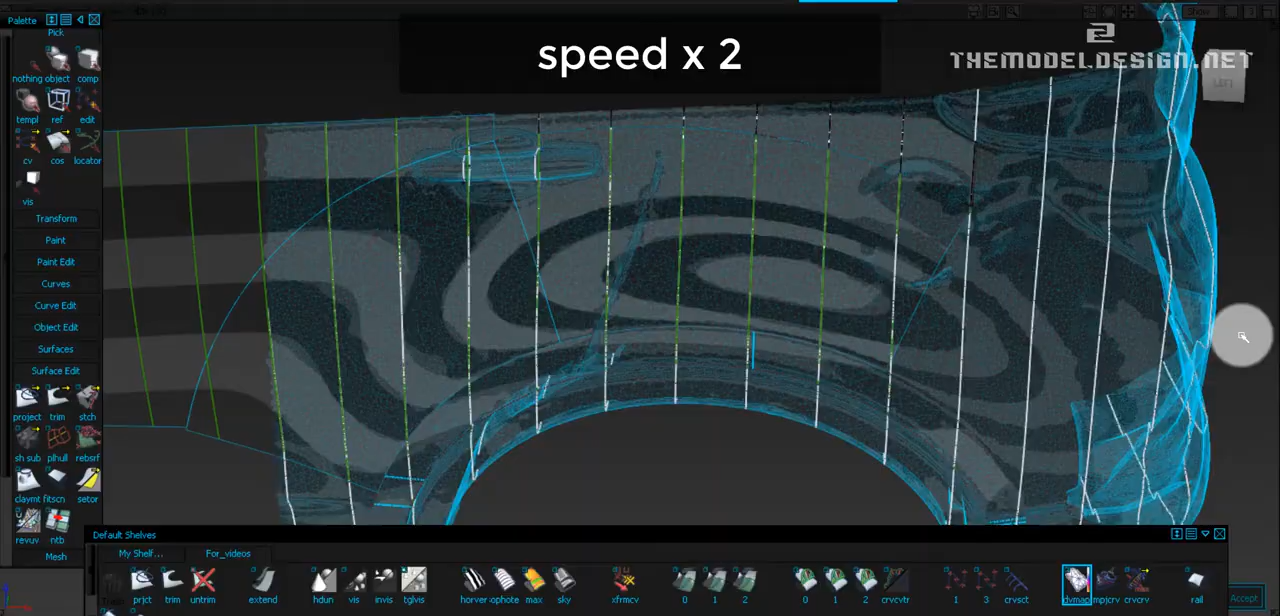 speed x 2
THEMODELDESIGN.NET
Palette
Pick
nothing object comp
templ ref edit
cv cos locator
vis
Transform
Paint
Paint Edit
Curves
Curve Edit
Object Edit
Surfaces
Surface Edit
project trim stch
sh sub plhull rebsrf
claymt fitscn setor
revuv ntb
Mesh
Default Shelves
My Shelf... For_videos
prjct trim untrim extend hdun vis invis tglvis horver ophote max sky xfrmcv 0 1 2 0 1 2 crvcvtr 1 3 crvsct dvmap mpjcrv crvcrv rail
Accept